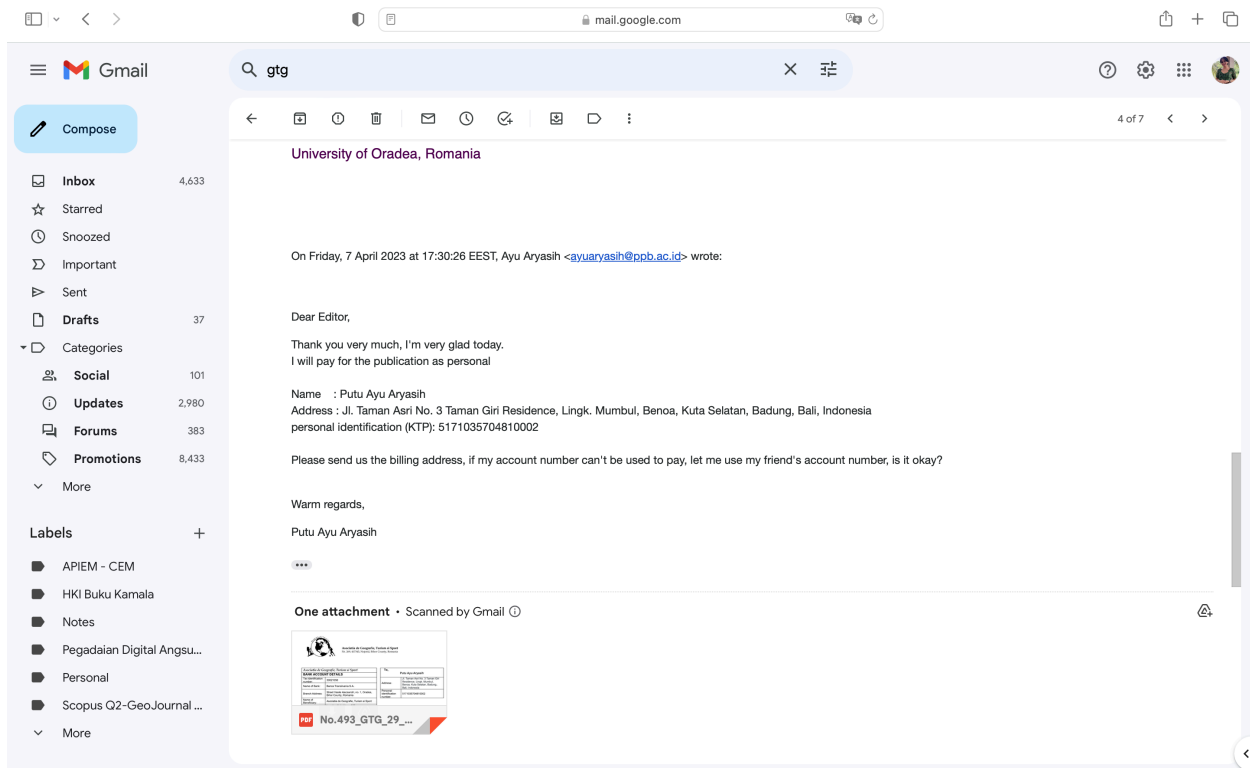 mail.google.com
Gmail
gtg
Compose
4 of 7
Inbox 4,633
Starred
Snoozed
Important
Sent
Drafts 37
Categories
Social 101
Updates 2,980
Forums 383
Promotions 8,433
More
Labels
APIEM - CEM
HKI Buku Kamala
Notes
Pegadaian Digital Angsu...
Personal
Scopus Q2-GeoJournal ...
More
University of Oradea, Romania
On Friday, 7 April 2023 at 17:30:26 EEST, Ayu Aryasih <ayuaryasih@ppb.ac.id> wrote:
Dear Editor,
Thank you very much, I'm very glad today.
I will pay for the publication as personal
Name : Putu Ayu Aryasih
Address : Jl. Taman Asri No. 3 Taman Giri Residence, Lingk. Mumbul, Benoa, Kuta Selatan, Badung, Bali, Indonesia
personal identification (KTP): 5171035704810002
Please send us the billing address, if my account number can't be used to pay, let me use my friend's account number, is it okay?
Warm regards,
Putu Ayu Aryasih
One attachment • Scanned by Gmail
BANK ACCOUNT DETAILS
Putu Ayu Aryasih
PDF No.493_GTG_29_...